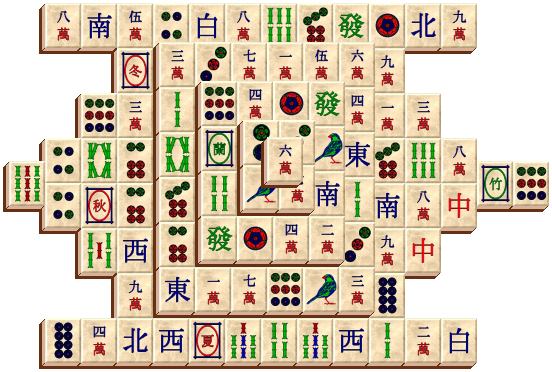 八萬 南 伍萬 白 八萬 發 北 九萬
冬 三萬 七萬 一萬 伍萬 六萬 九萬
三萬 四萬 發 四萬 一萬 三萬
蘭 六萬 東 八萬 竹
秋 萬 南 南 八萬 中
西 發 四萬 二萬 九萬 中
九萬 東 一萬 七萬 三萬
四萬 北 西 夏 西 二萬 白